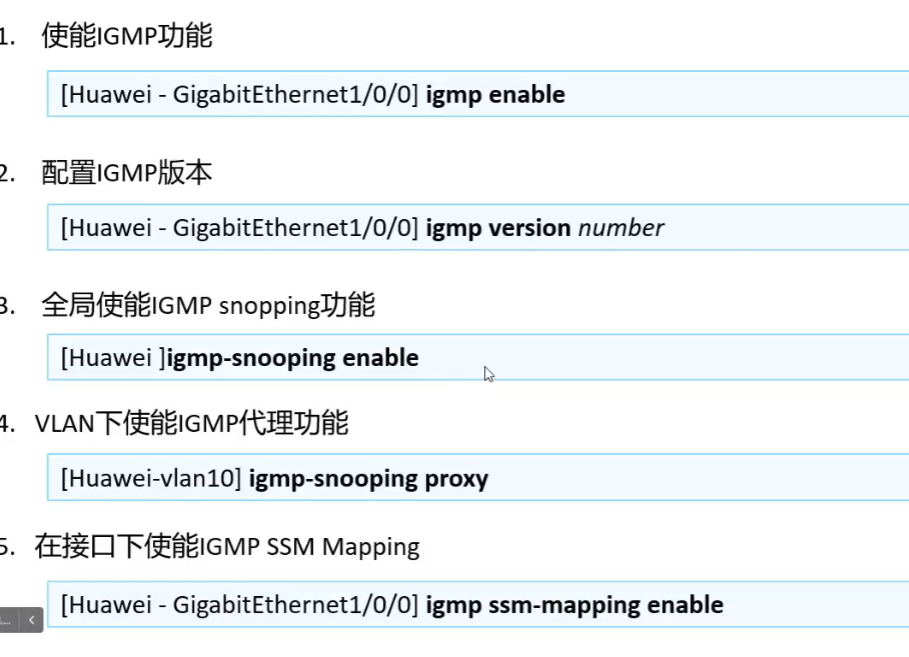 1. 使能IGMP功能
[Huawei - GigabitEthernet1/0/0] igmp enable
2. 配置IGMP版本
[Huawei - GigabitEthernet1/0/0] igmp version number
3. 全局使能IGMP snopping功能
[Huawei ]igmp-snooping enable
4. VLAN下使能IGMP代理功能
[Huawei-vlan10] igmp-snooping proxy
5. 在接口下使能IGMP SSM Mapping
[Huawei - GigabitEthernet1/0/0] igmp ssm-mapping enable